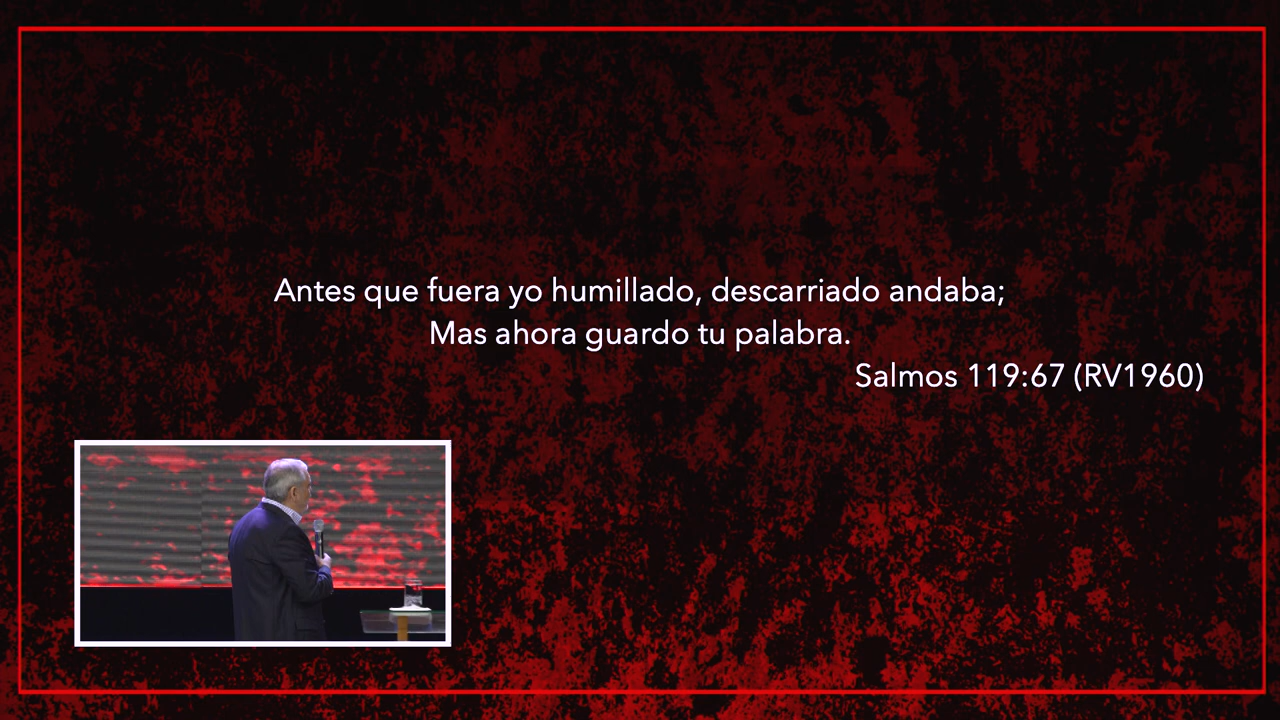 Antes que fuera yo humillado, descarriado andaba;
Mas ahora guardo tu palabra.
Salmos 119:67 (RV1960)